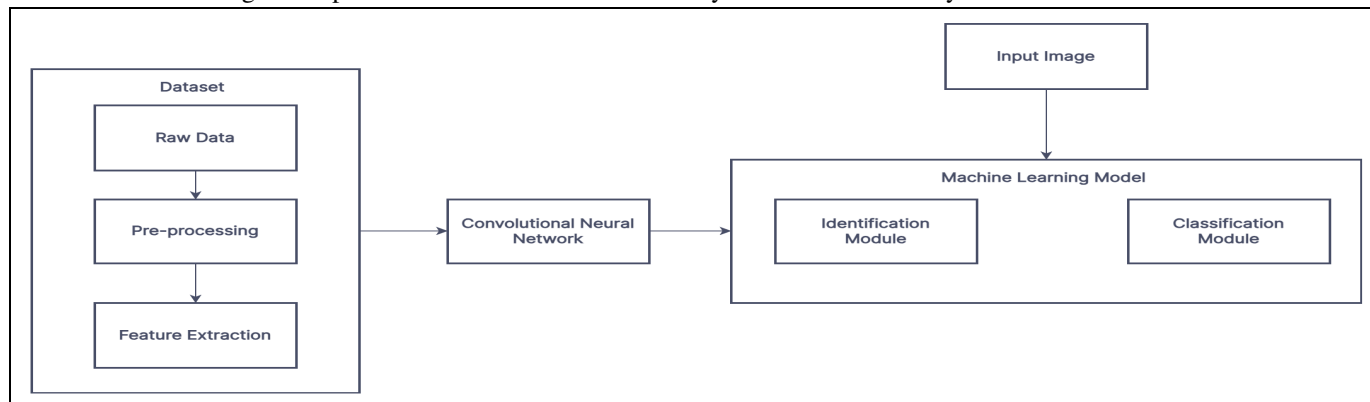 Input Image
Dataset
Raw Data
Pre-processing
Feature Extraction
Convolutional Neural
Network
Machine Learning Model
Identification
Module
Classification
Module